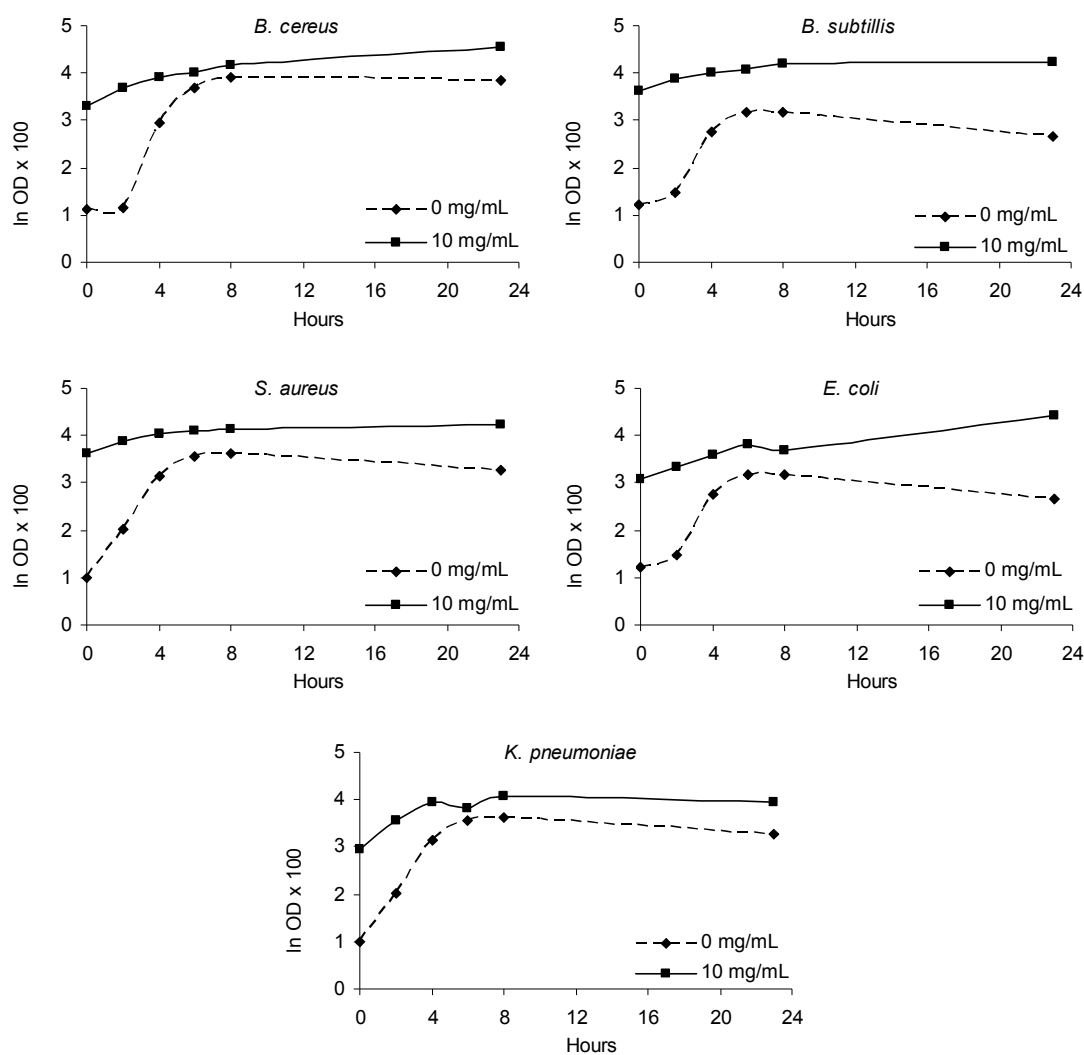 B. cereus
5
4
3
2
1
0
ln OD x 100
0 mg/mL
10 mg/mL
0 4 8 12 16 20 24
Hours
B. subtillis
5
4
3
2
1
0
ln OD x 100
0 mg/mL
10 mg/mL
0 4 8 12 16 20 24
Hours
S. aureus
5
4
3
2
1
0
ln OD x 100
0 mg/mL
10 mg/mL
0 4 8 12 16 20 24
Hours
E. coli
5
4
3
2
1
0
ln OD x 100
0 mg/mL
10 mg/mL
0 4 8 12 16 20 24
Hours
K. pneumoniae
5
4
3
2
1
0
ln OD x 100
0 mg/mL
10 mg/mL
0 4 8 12 16 20 24
Hours